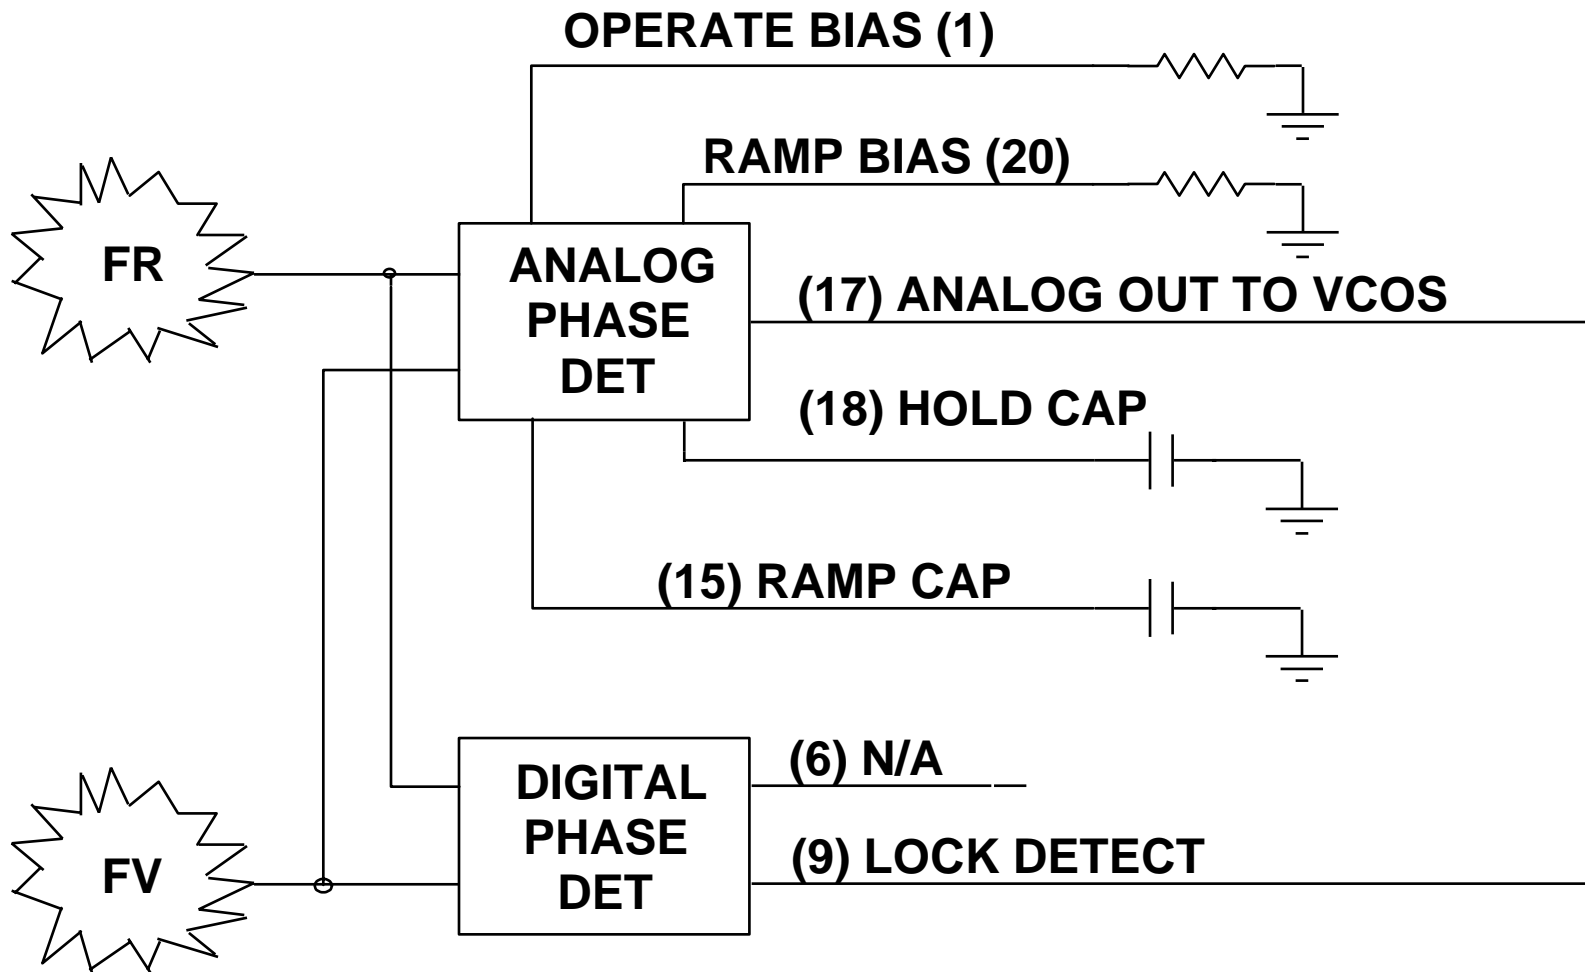 OPERATE BIAS (1)
RAMP BIAS (20)
FR
ANALOG
PHASE
DET
(17) ANALOG OUT TO VCOS
(18) HOLD CAP
(15) RAMP CAP
FV
DIGITAL
PHASE
DET
(6) N/A
(9) LOCK DETECT